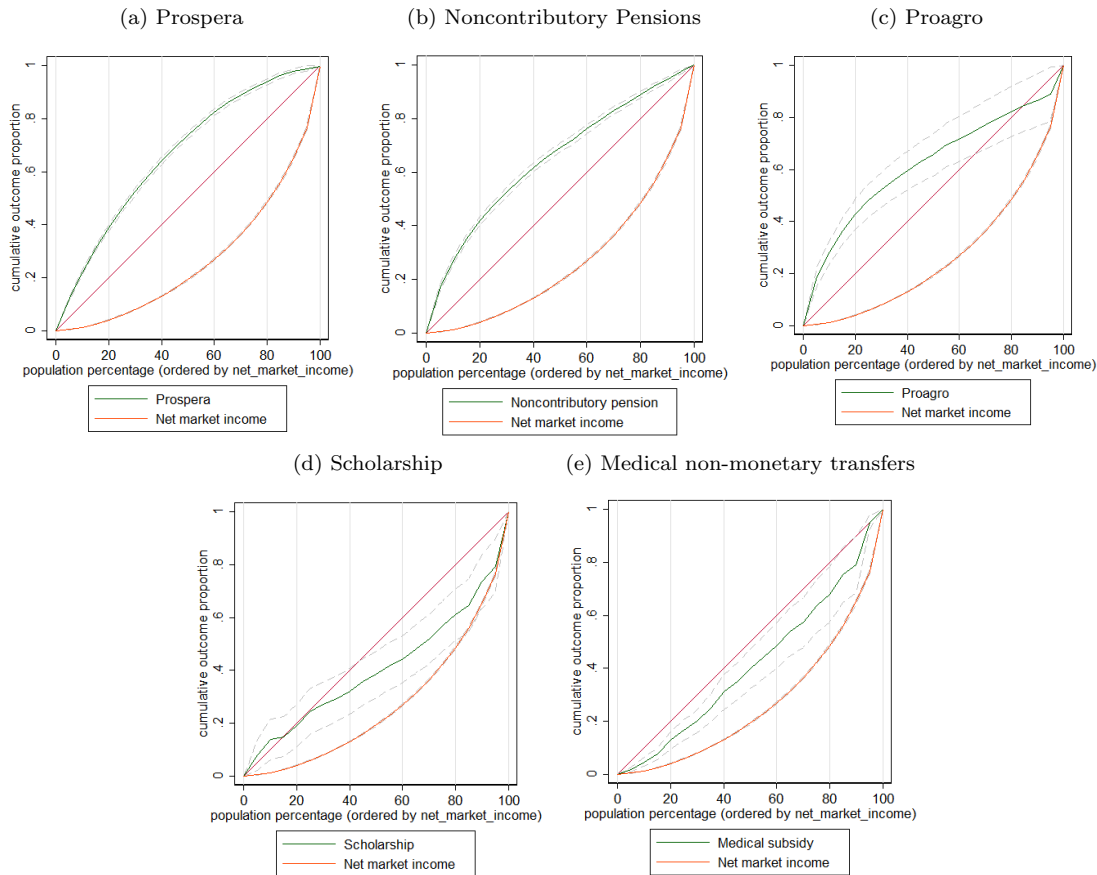 (a) Prospera
(b) Noncontributory Pensions
(c) Proagro
cumulative outcome proportion
0 .2 .4 .6 .8 1
0 20 40 60 80 100
population percentage (ordered by net_market_income)
Prospera
Net market income
cumulative outcome proportion
0 .2 .4 .6 .8 1
0 20 40 60 80 100
population percentage (ordered by net_market_income)
Noncontributory pension
Net market income
cumulative outcome proportion
0 .2 .4 .6 .8 1
0 20 40 60 80 100
population percentage (ordered by net_market_income)
Proagro
Net market income
(d) Scholarship
(e) Medical non-monetary transfers
cumulative outcome proportion
0 .2 .4 .6 .8 1
0 20 40 60 80 100
population percentage (ordered by net_market_income)
Scholarship
Net market income
cumulative outcome proportion
0 .2 .4 .6 .8 1
0 20 40 60 80 100
population percentage (ordered by net_market_income)
Medical subsidy
Net market income